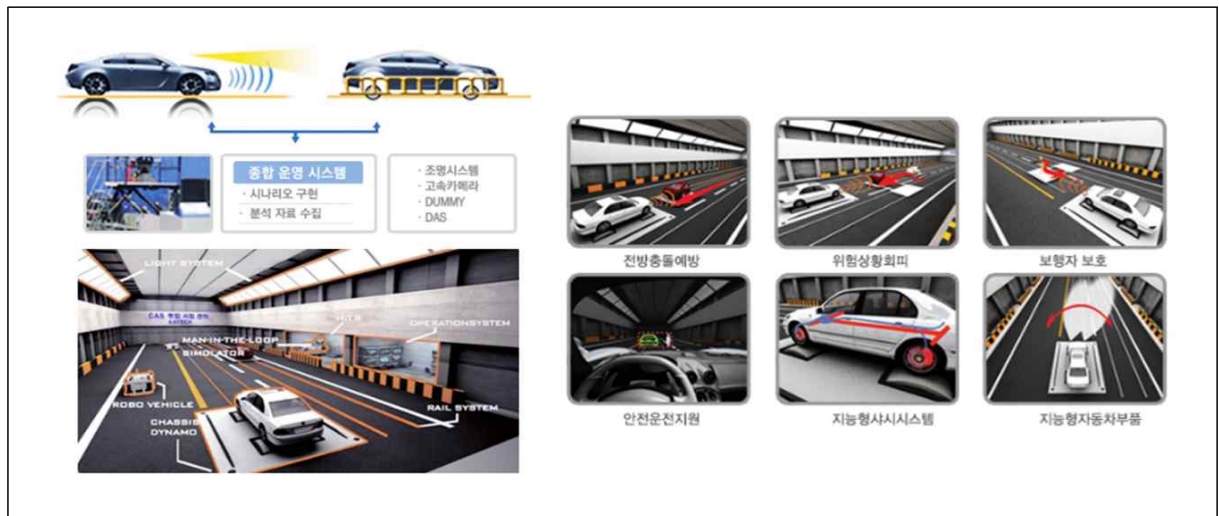 종합 운영 시스템
· 시나리오 구현
· 분석 자료 수집
· 조명시스템
· 고속카메라
· DUMMY
· DAS
LIGHT SYSTEM
OPERATIONSYSTEM
MAN-IN-THE-LOOP
SIMULATOR
ROBO VEHICLE
RAIL SYSTEM
CHASSIS
DYNAMO
전방충돌예방
위험상황회피
보행자 보호
안전운전지원
지능형샤시시스템
지능형자동차부품